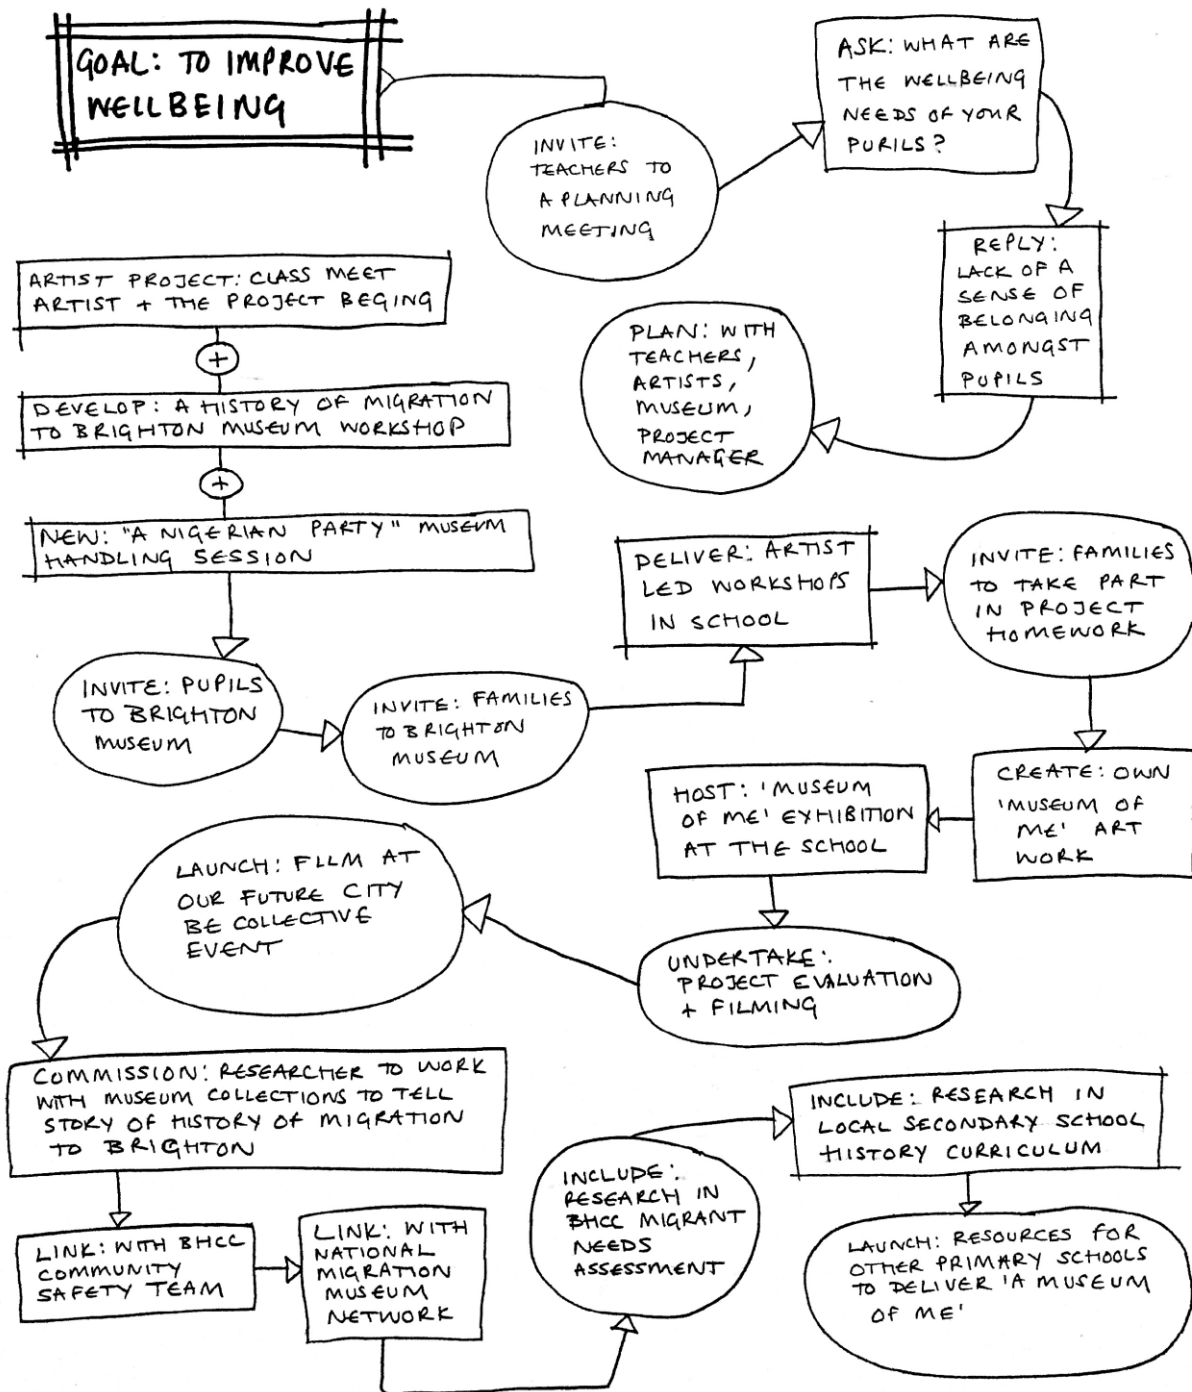 GOAL: TO IMPROVE
WELLBEING
INVITE:
TEACHERS TO
A PLANNING
MEETING
ASK: WHAT ARE
THE WELLBEING
NEEDS OF YOUR
PURILS?
REPLY:
LACK OF A
SENSE OF
BELONGING
AMONGST
PUPILS
PLAN: WITH
TEACHERS,
ARTISTS,
MUSEUM,
PROJECT
MANAGER
ARTIST PROJECT: CLASS MEET
ARTIST + THE PROJECT BEGING
+
DEVELOP: A HISTORY OF MIGRATION
TO BRIGHTON MUSEUM WORKSHOP
+
NEW: "A NIGERIAN PARTY" MUSEUM
HANDLING SESSION
INVITE: PUPILS
TO BRIGHTON
MUSEUM
INVITE: FAMILIES
TO BRIGHTON
MUSEUM
DELIVER: ARTIST
LED WORKSHOPS
IN SCHOOL
INVITE: FAMILIES
TO TAKE PART
IN PROJECT
HOMEWORK
CREATE: OWN
'MUSEUM OF
ME' ART
WORK
HOST: 'MUSEUM
OF ME' EXHIBITION
AT THE SCHOOL
UNDERTAKE:
PROJECT EVALUATION
+ FILMING
LAUNCH: FLLM AT
OUR FUTURE CITY
BE COLLECTIVE
EVENT
COMMISSION: RESEARCHER TO WORK
WITH MUSEUM COLLECTIONS TO TELL
STORY OF HISTORY OF MIGRATION
TO BRIGHTON
LINK: WITH BHCC
COMMUNITY
SAFETY TEAM
LINK: WITH
NATIONAL
MIGRATION
MUSEUM
NETWORK
INCLUDE:
RESEARCH IN
BHCC MIGRANT
NEEDS
ASSESSMENT
INCLUDE: RESEARCH IN
LOCAL SECONDARY SCHOOL
HISTORY CURRICULUM
LAUNCH: RESOURCES FOR
OTHER PRIMARY SCHOOLS
TO DELIVER 'A MUSEUM
OF ME'